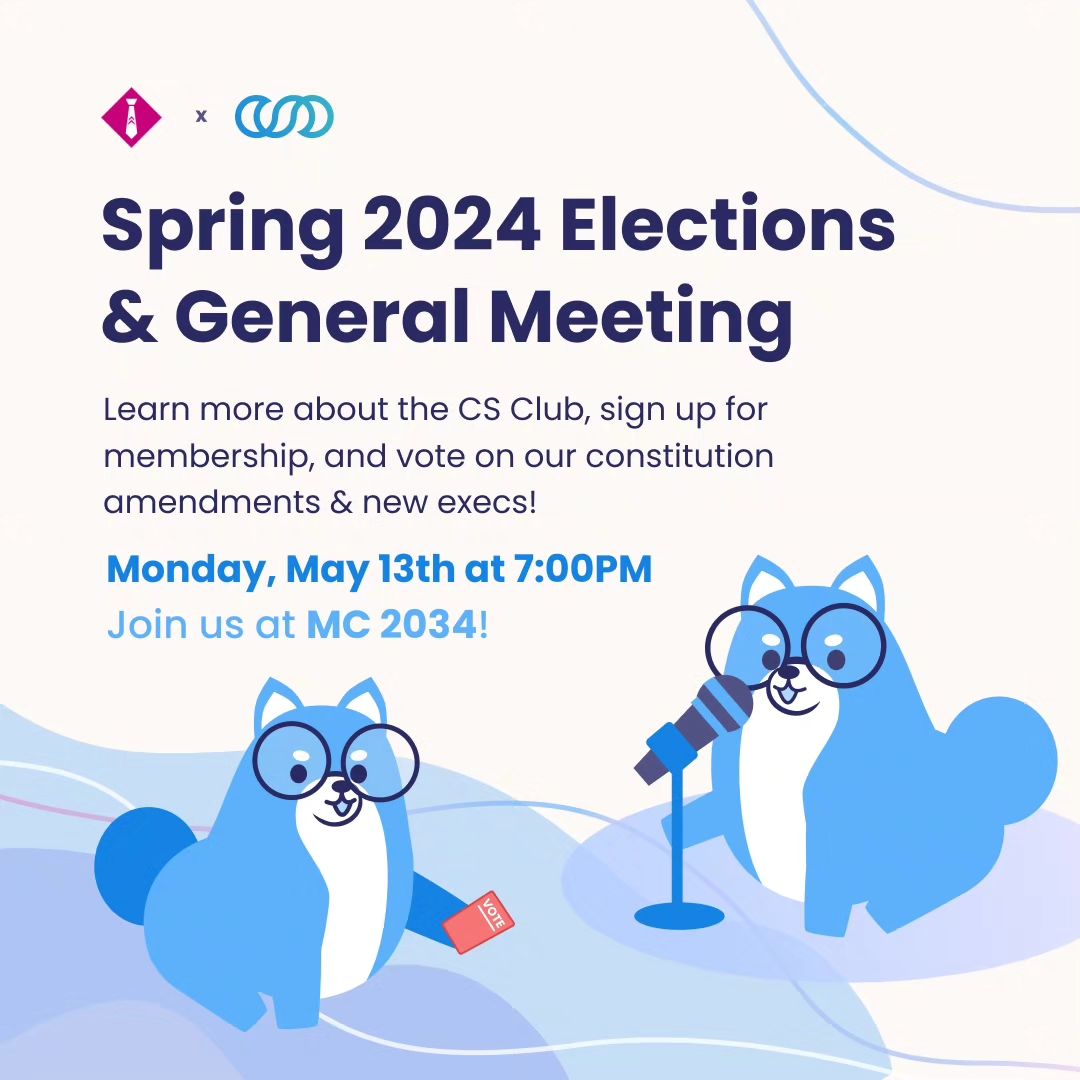 x
Spring 2024 Elections
& General Meeting
Learn more about the CS Club, sign up for
membership, and vote on our constitution
amendments & new execs!
Monday, May 13th at 7:00PM
Join us at MC 2034!
VOTE